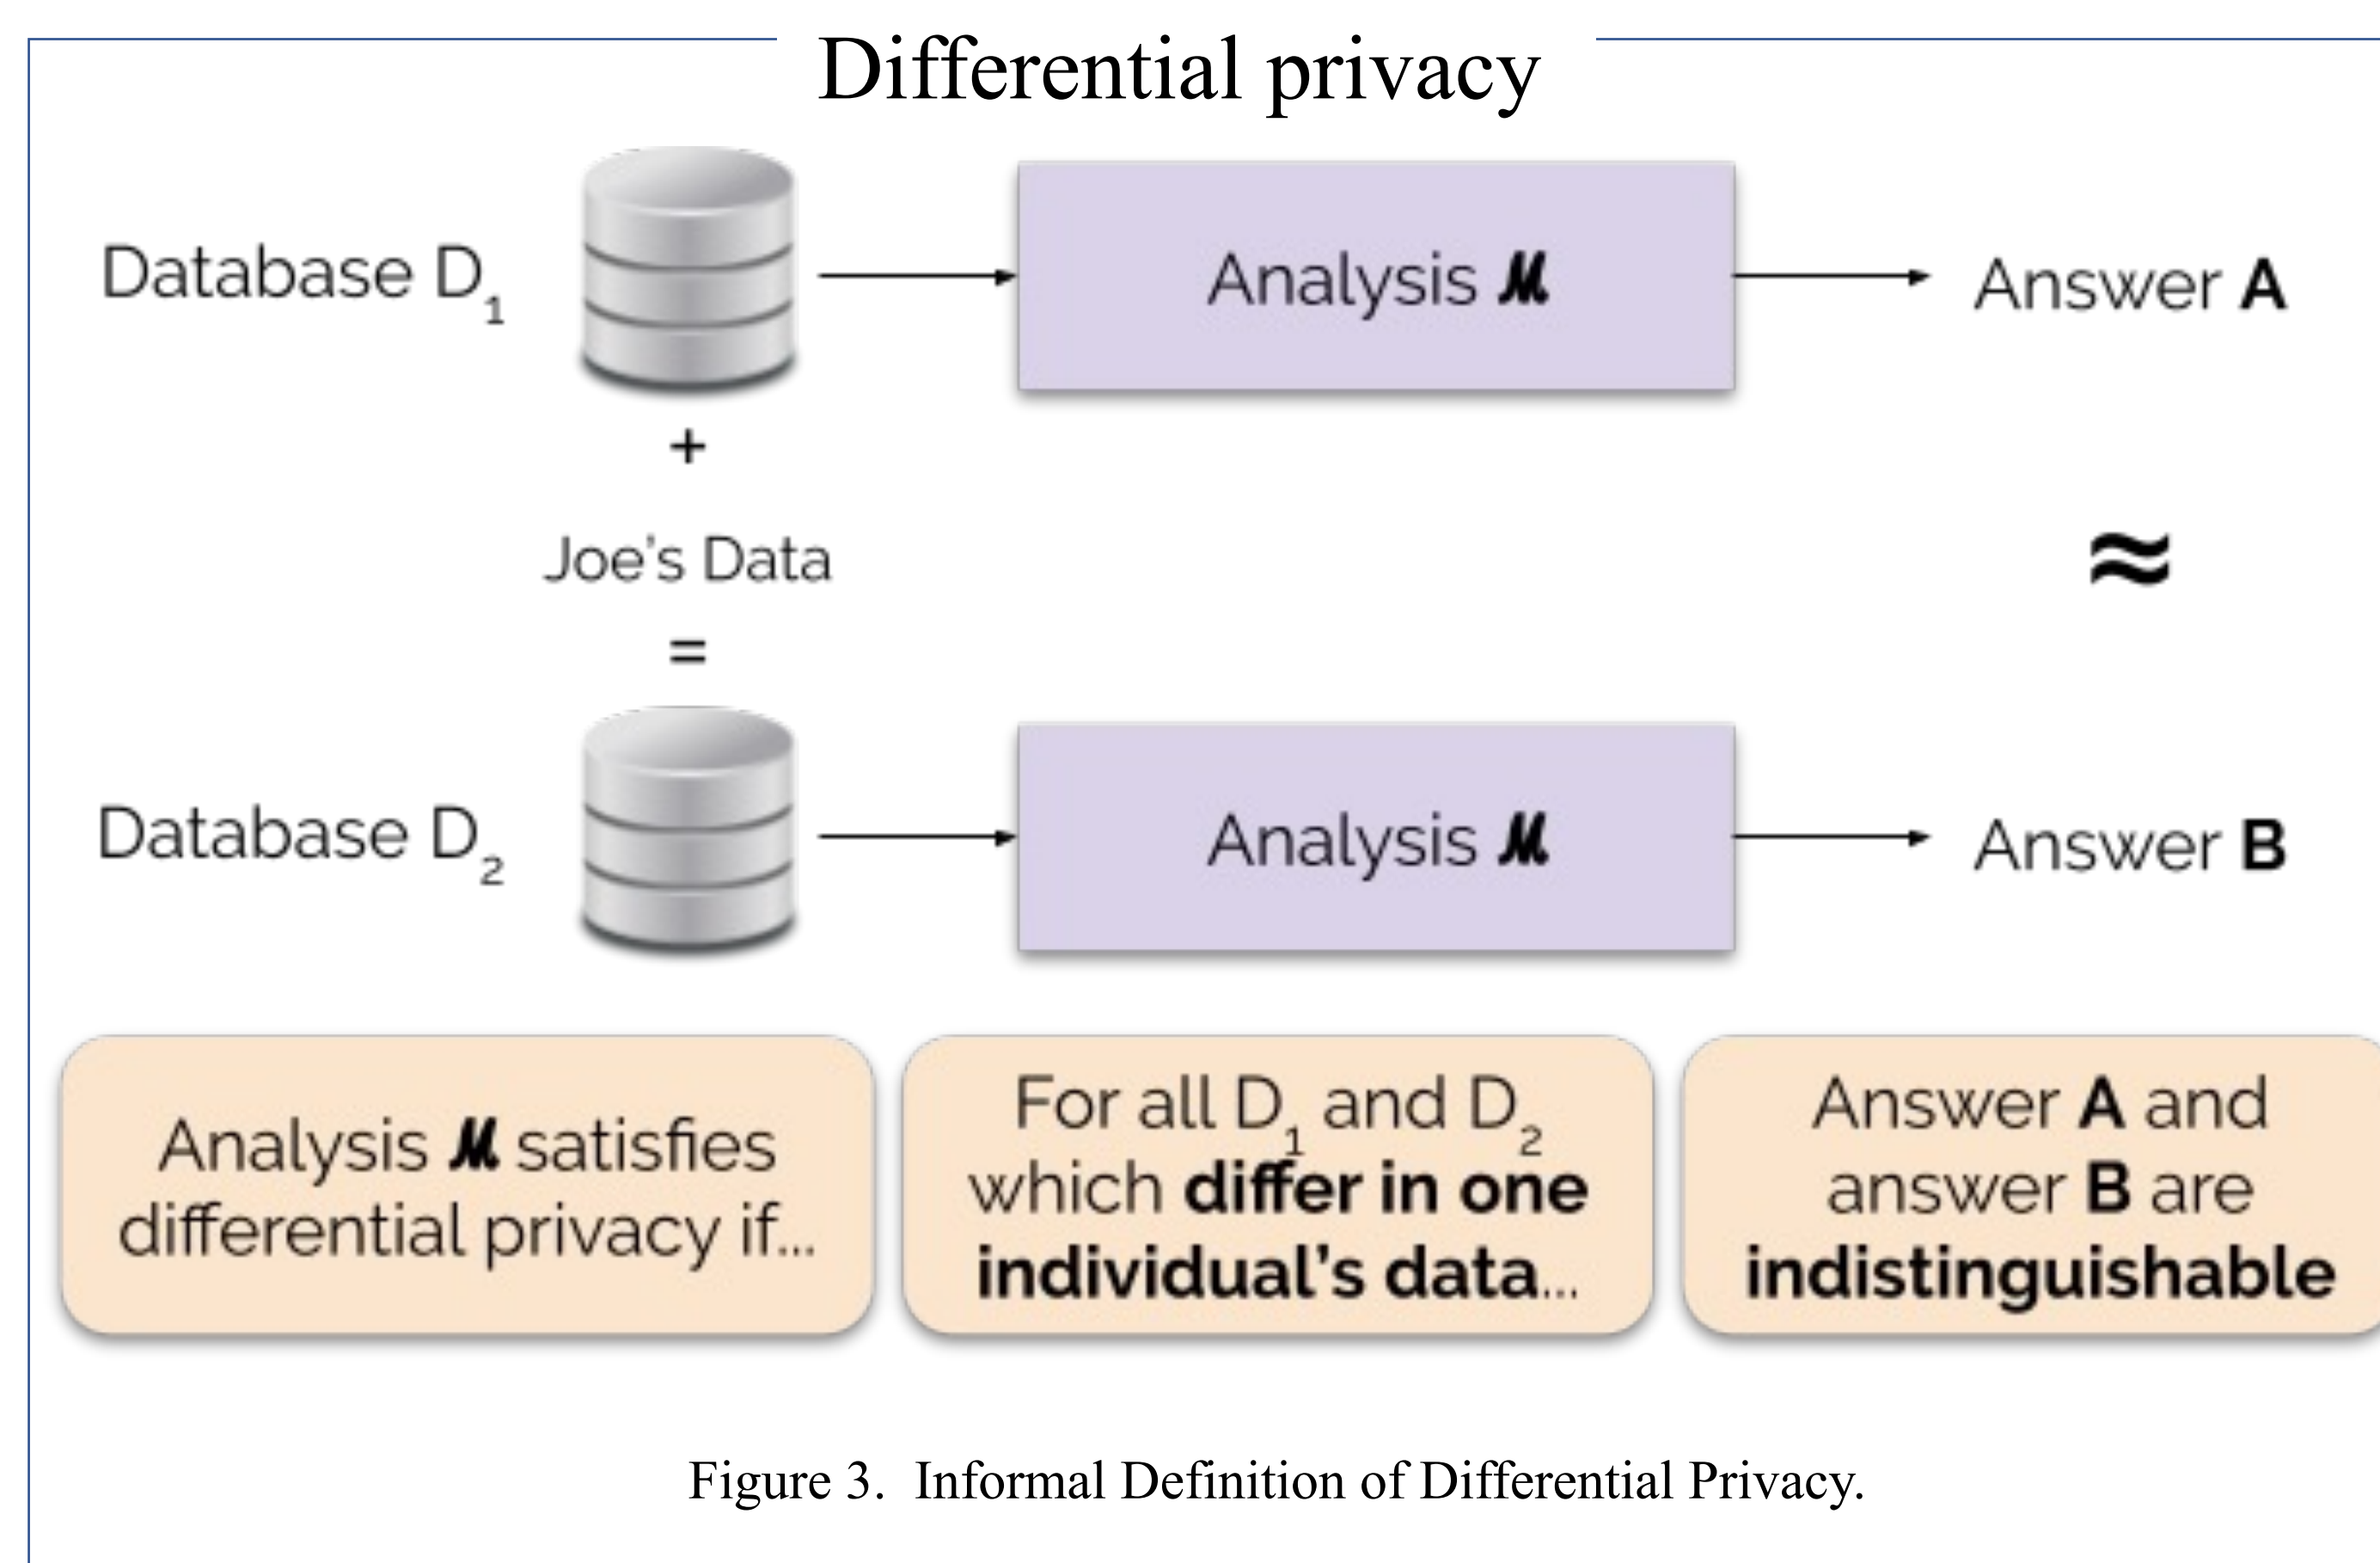 Differential privacy
Database D1
Analysis M
Answer A
+
Joe's Data
≈
=
Database D2
Analysis M
Answer B
Analysis M satisfies
differential privacy if...
For all D1 and D2
which differ in one
individual's data...
Answer A and
answer B are
indistinguishable
Figure 3. Informal Definition of Differential Privacy.